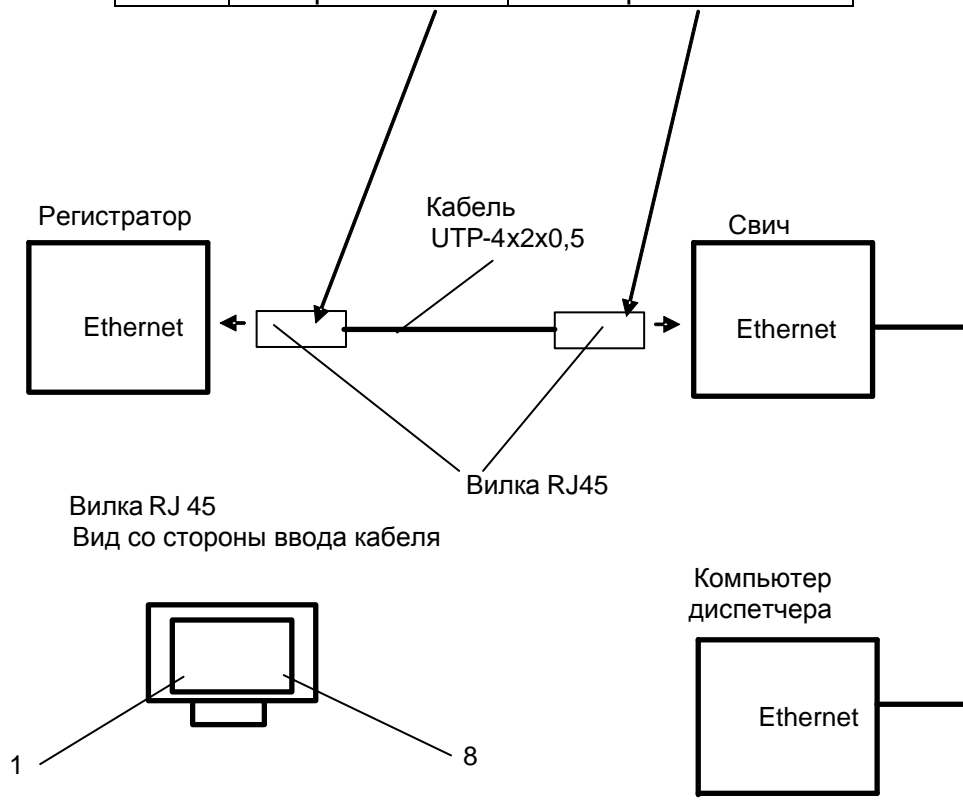 Регистратор
Кабель
UTP-4х2х0,5
Свич
Ethernet
Ethernet
Вилка RJ45
Вилка RJ 45
Вид со стороны ввода кабеля
Компьютер
диспетчера
Ethernet
1
8